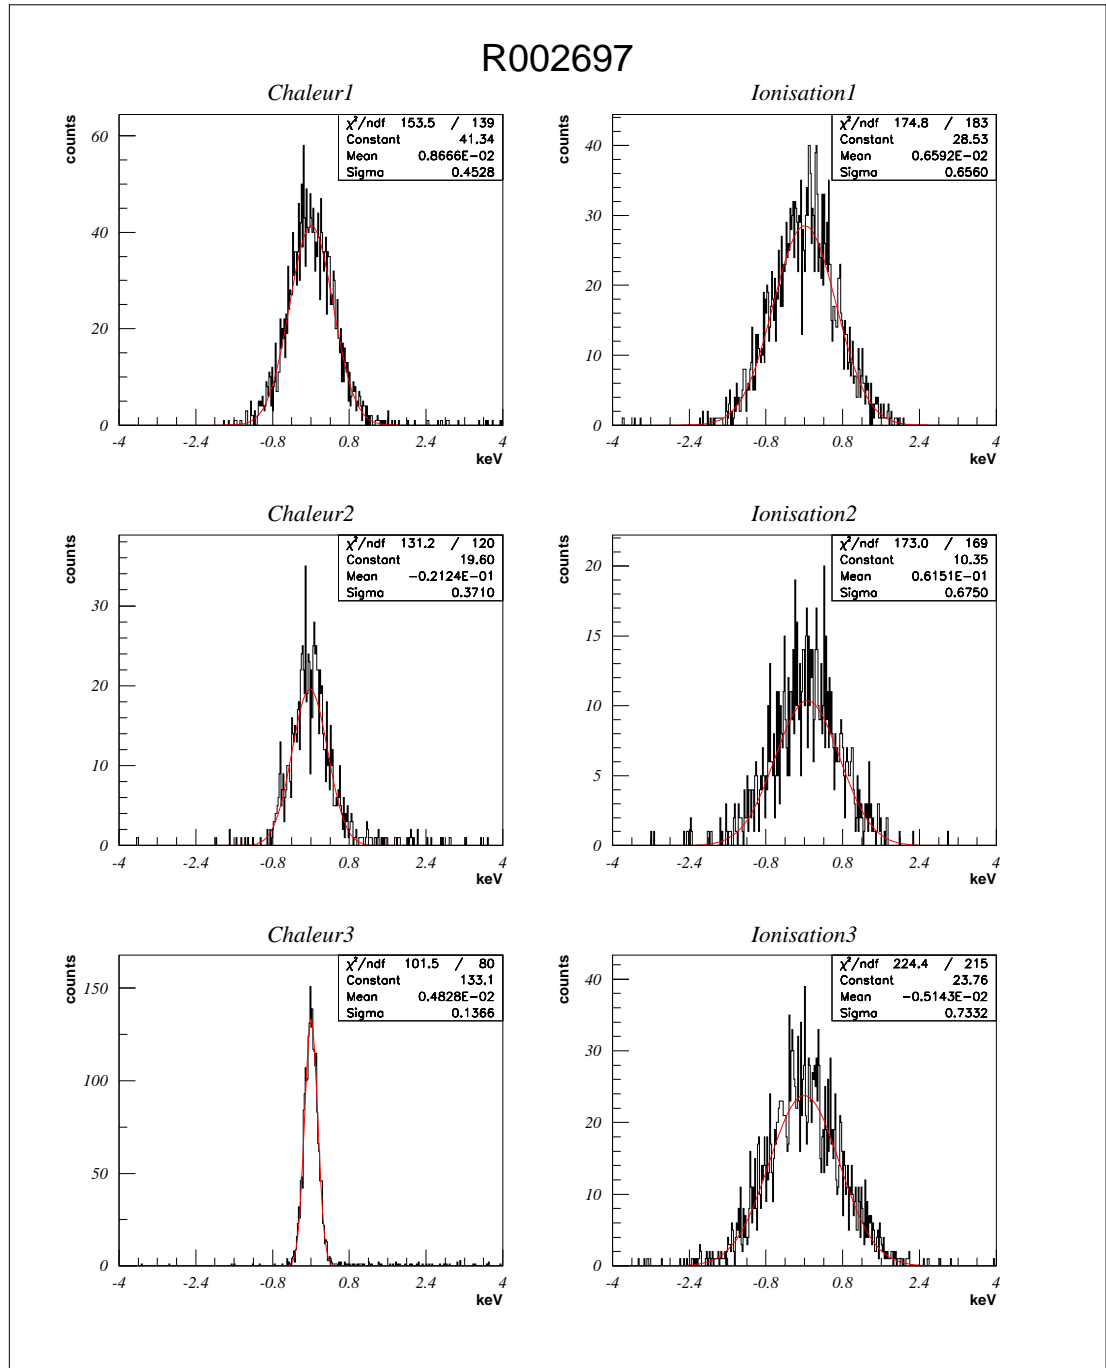 R002697
Chaleur1
counts
χ²/ndf 153.5 / 139
Constant 41.34
Mean 0.8666E-02
Sigma 0.4528
60
40
20
0
-4 -2.4 -0.8 0.8 2.4 4
keV
Ionisation1
counts
χ²/ndf 174.8 / 183
Constant 28.53
Mean 0.6592E-02
Sigma 0.6560
40
30
20
10
0
-4 -2.4 -0.8 0.8 2.4 4
keV
Chaleur2
counts
χ²/ndf 131.2 / 120
Constant 19.60
Mean -0.2124E-01
Sigma 0.3710
30
20
10
0
-4 -2.4 -0.8 0.8 2.4 4
keV
Ionisation2
counts
χ²/ndf 173.0 / 169
Constant 10.35
Mean 0.6151E-01
Sigma 0.6750
20
15
10
5
0
-4 -2.4 -0.8 0.8 2.4 4
keV
Chaleur3
counts
χ²/ndf 101.5 / 80
Constant 133.1
Mean 0.4828E-02
Sigma 0.1366
150
100
50
0
-4 -2.4 -0.8 0.8 2.4 4
keV
Ionisation3
counts
χ²/ndf 224.4 / 215
Constant 23.76
Mean -0.5143E-02
Sigma 0.7332
40
30
20
10
0
-4 -2.4 -0.8 0.8 2.4 4
keV